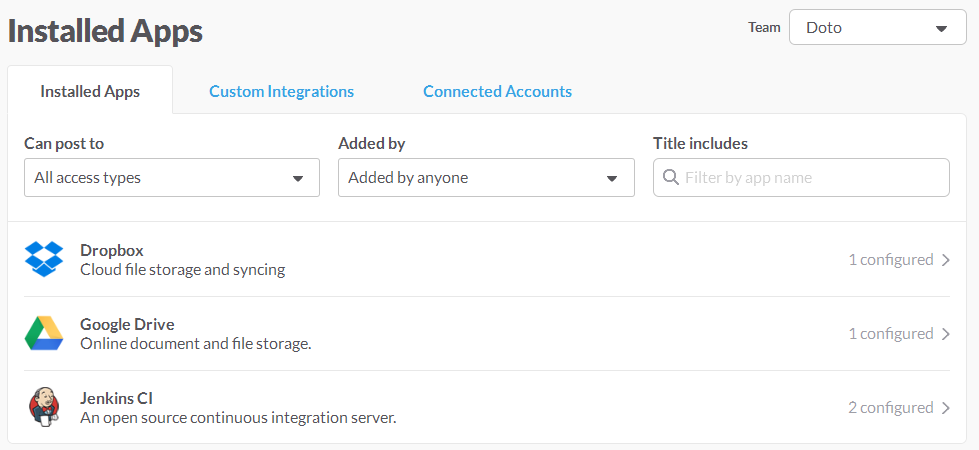 Installed Apps
Team
Doto
Installed Apps
Custom Integrations
Connected Accounts
Can post to
Added by
Title includes
All access types
Added by anyone
Filter by app name
Dropbox
Cloud file storage and syncing
1 configured
Google Drive
Online document and file storage.
1 configured
Jenkins CI
An open source continuous integration server.
2 configured